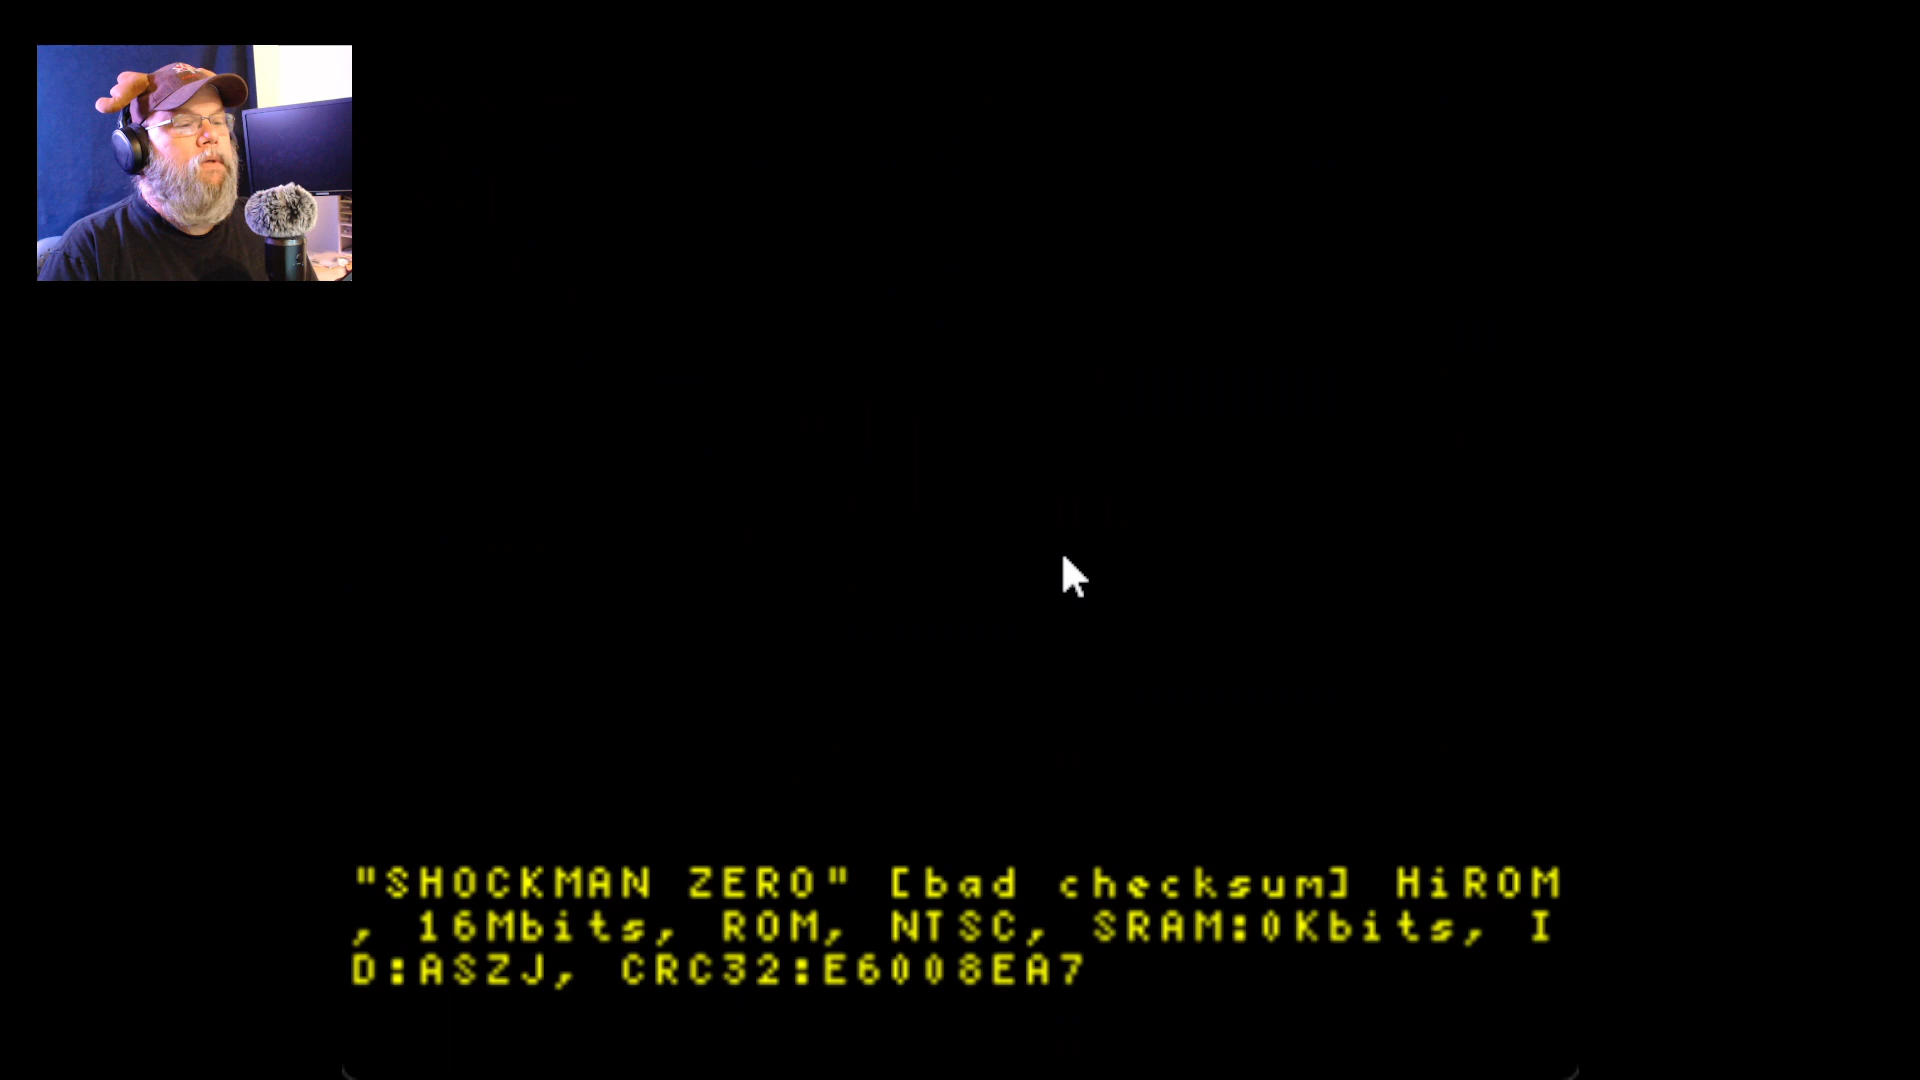 "SHOCKMAN ZERO" [bad checksum] HiROM
, 16Mbits, ROM, NTSC, SRAM:0Kbits, I
D:ASZJ, CRC32:E6008EA7